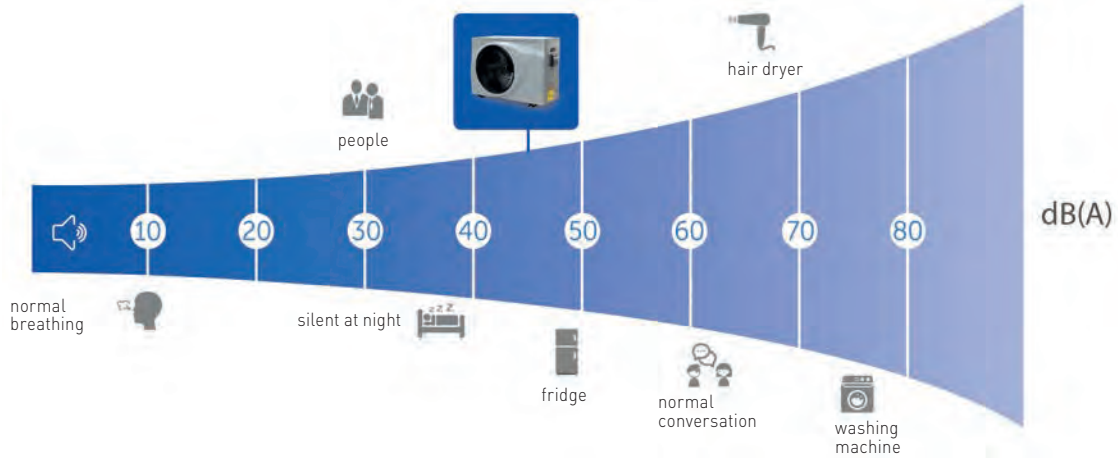 hair dryer
people
10
20
30
40
50
60
70
80
dB(A)
normal
breathing
silent at night
zZZ
fridge
normal
conversation
washing
machine